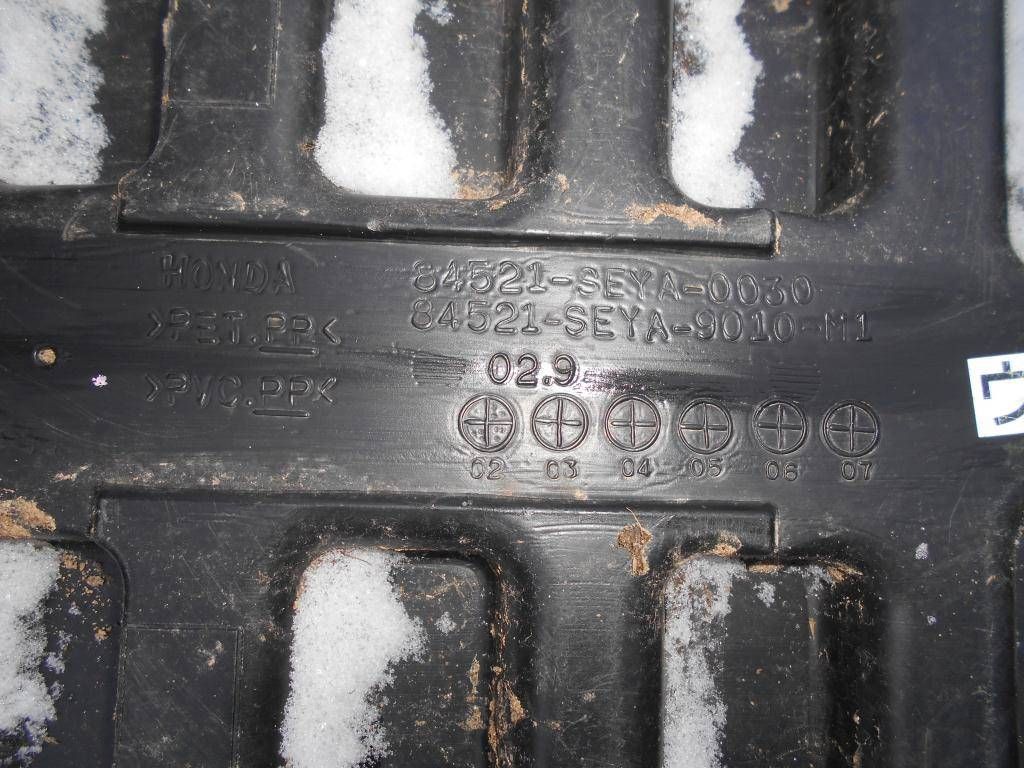 HONDA 84521-SEYA-0030
>PET.PP< 84521-SEYA-9010-M1
>PVC.PP< 02.9
02 03 04 05 06 07